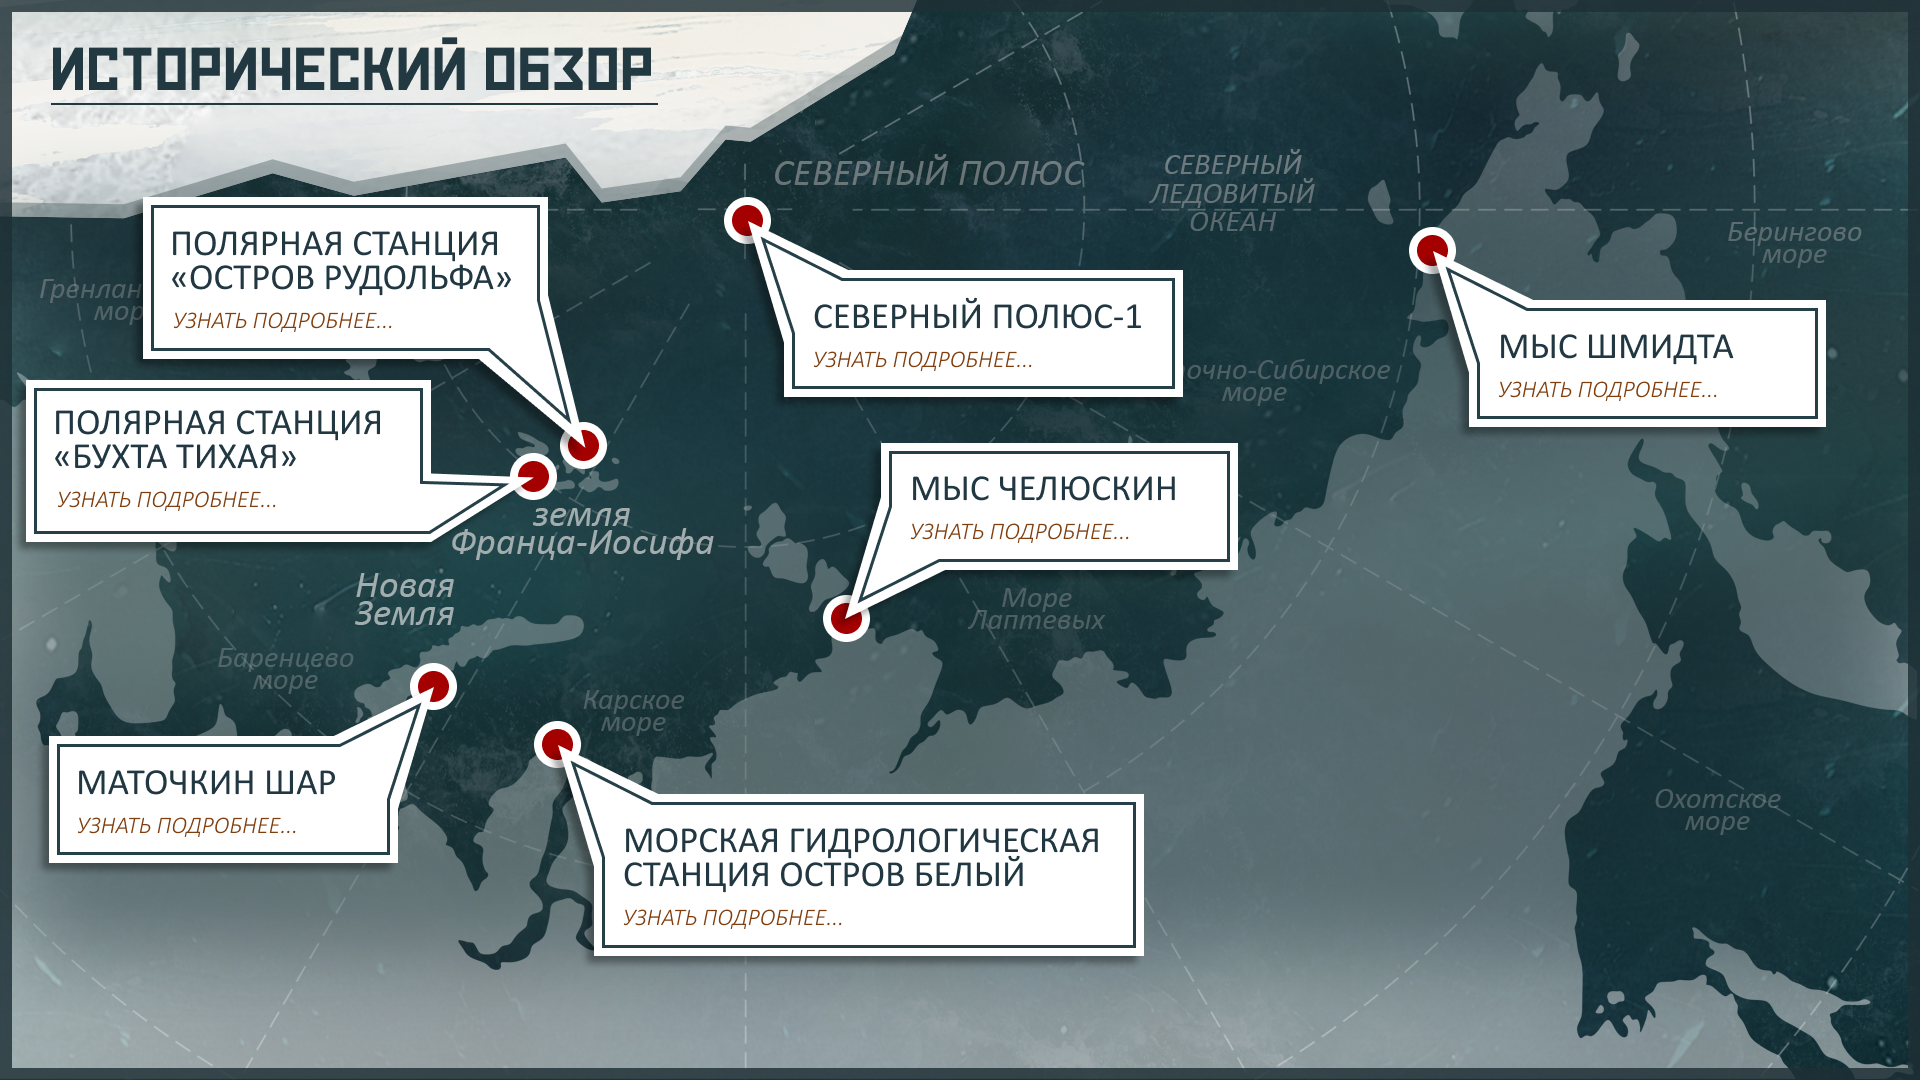 ИСТОРИЧЕСКИЙ ОБЗОР
СЕВЕРНЫЙ ПОЛЮС
СЕВЕРНЫЙ
ЛЕДОВИТЫЙ
ОКЕАН
Берингово
море
ПОЛЯРНАЯ СТАНЦИЯ
«ОСТРОВ РУДОЛЬФА»
УЗНАТЬ ПОДРОБНЕЕ...
Гренлан
мор
СЕВЕРНЫЙ ПОЛЮС-1
УЗНАТЬ ПОДРОБНЕЕ...
МЫС ШМИДТА
УЗНАТЬ ПОДРОБНЕЕ...
очно-Сибирское
море
ПОЛЯРНАЯ СТАНЦИЯ
«БУХТА ТИХАЯ»
УЗНАТЬ ПОДРОБНЕЕ...
МЫС ЧЕЛЮСКИН
УЗНАТЬ ПОДРОБНЕЕ...
земля
Франца-Иосифа
Новая
Земля
Море
Лаптевых
Баренцево
море
Карское
море
МАТОЧКИН ШАР
УЗНАТЬ ПОДРОБНЕЕ...
МОРСКАЯ ГИДРОЛОГИЧЕСКАЯ
СТАНЦИЯ ОСТРОВ БЕЛЫЙ
УЗНАТЬ ПОДРОБНЕЕ...
Охотское
море